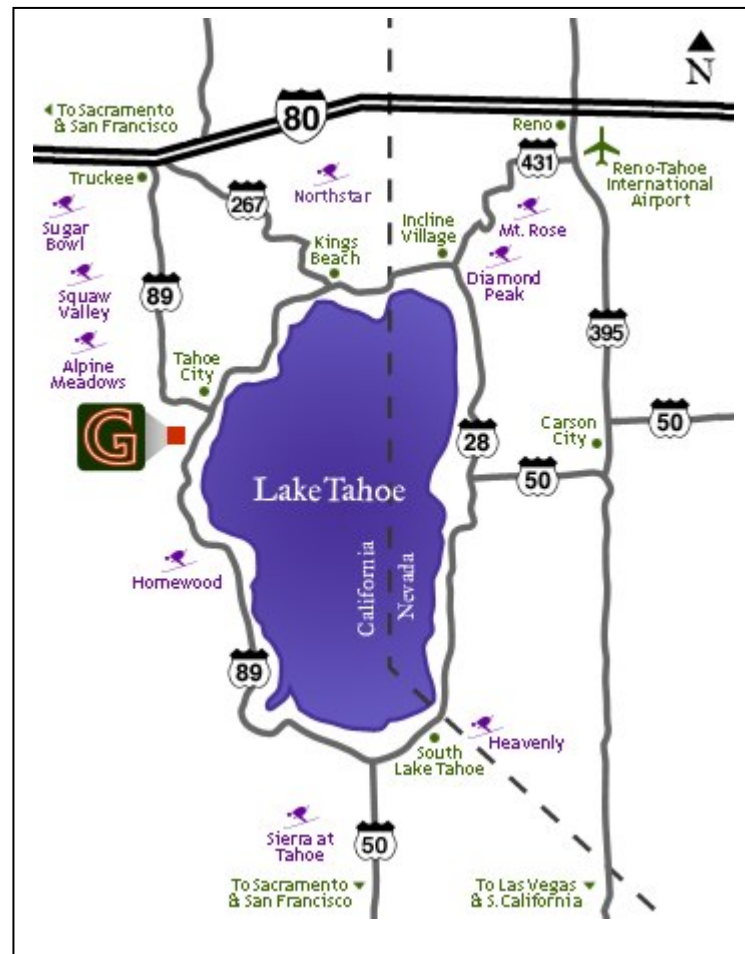 N
To Sacramento
& San Francisco
80
Reno
Truckee
Northstar
267
431
Reno-Tahoe
International
Airport
Sugar
Bowl
Kings
Beach
Incline
Village
Mt. Rose
Squaw
Valley
89
Diamond
Peak
395
Alpine
Meadows
Tahoe
City
G
28
Carson
City
50
50
Lake Tahoe
California
Nevada
Homewood
89
South
Lake Tahoe
Heavenly
Sierra at
Tahoe
50
To Sacramento
& San Francisco
To Las Vegas
& S. California